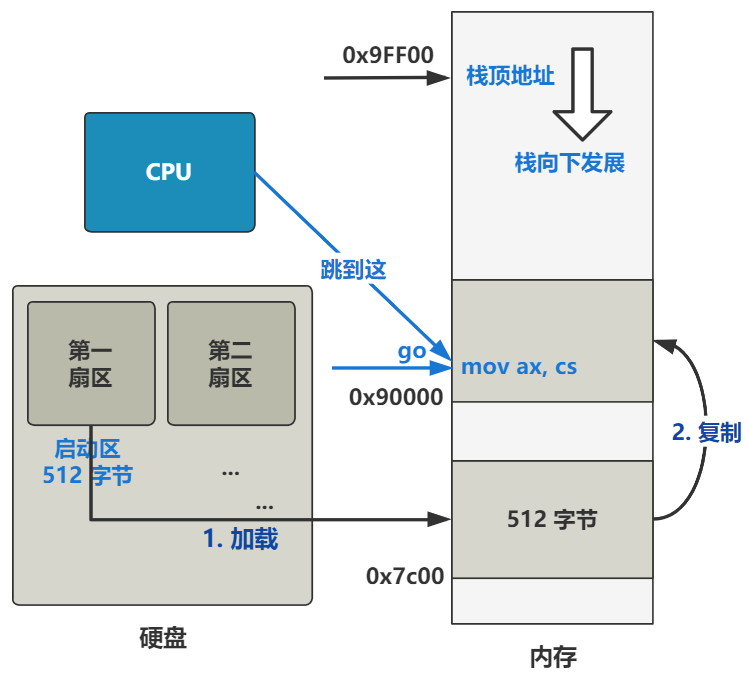 0x9FF00
栈顶地址
栈向下发展
CPU
跳到这
go
mov ax, cs
0x90000
第一
扇区
第二
扇区
启动区
512 字节
...
...
1. 加载
2. 复制
512 字节
0x7c00
硬盘
内存